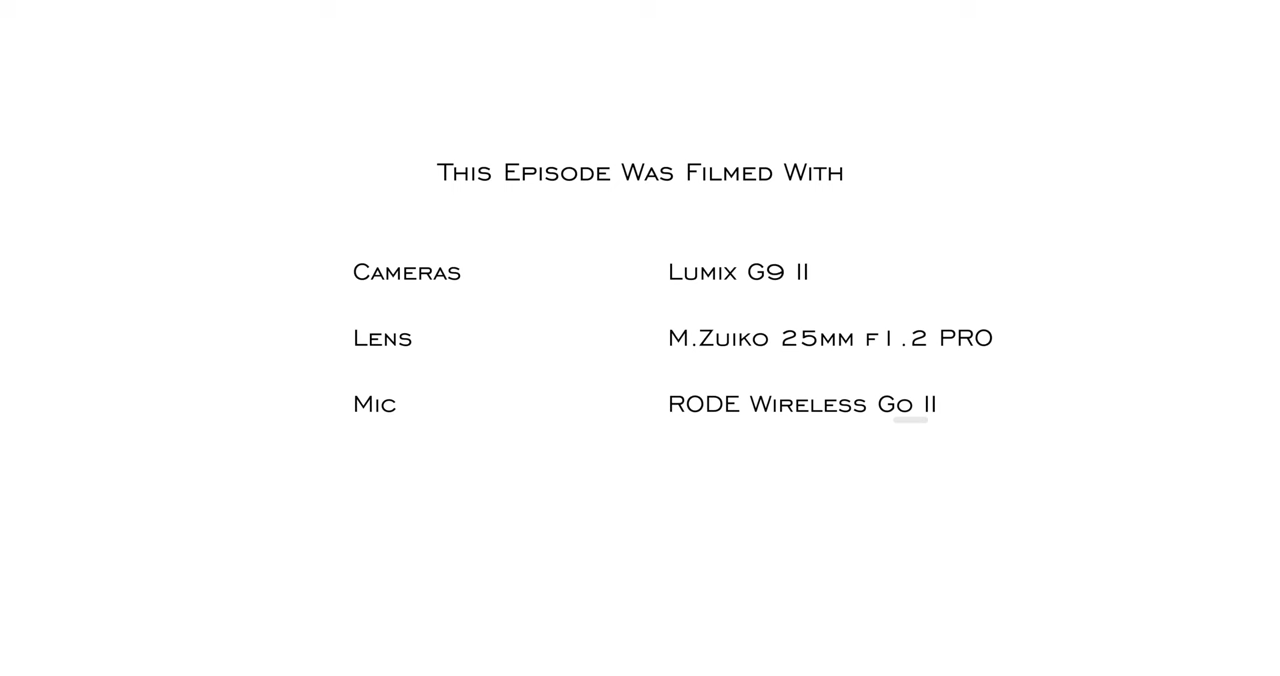 This Episode Was Filmed With
Cameras Lumix G9 II
Lens M.Zuiko 25mm f1.2 PRO
Mic RODE Wireless Go II